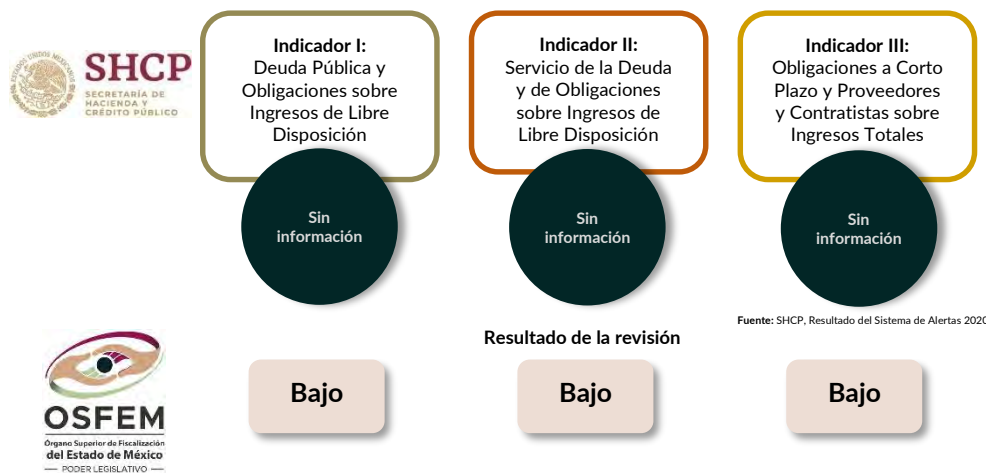 SHCP
SECRETARÍA DE
HACIENDA Y
CRÉDITO PÚBLICO
Indicador I:
Deuda Pública y
Obligaciones sobre
Ingresos de Libre
Disposición
Sin
información
Indicador II:
Servicio de la Deuda
y de Obligaciones
sobre Ingresos de
Libre Disposición
Sin
información
Indicador III:
Obligaciones a Corto
Plazo y Proveedores
y Contratistas sobre
Ingresos Totales
Sin
información
Fuente: SHCP, Resultado del Sistema de Alertas 2020
Resultado de la revisión
OSFEM
Órgano Superior de Fiscalización
del Estado de México
PODER LEGISLATIVO
Bajo
Bajo
Bajo